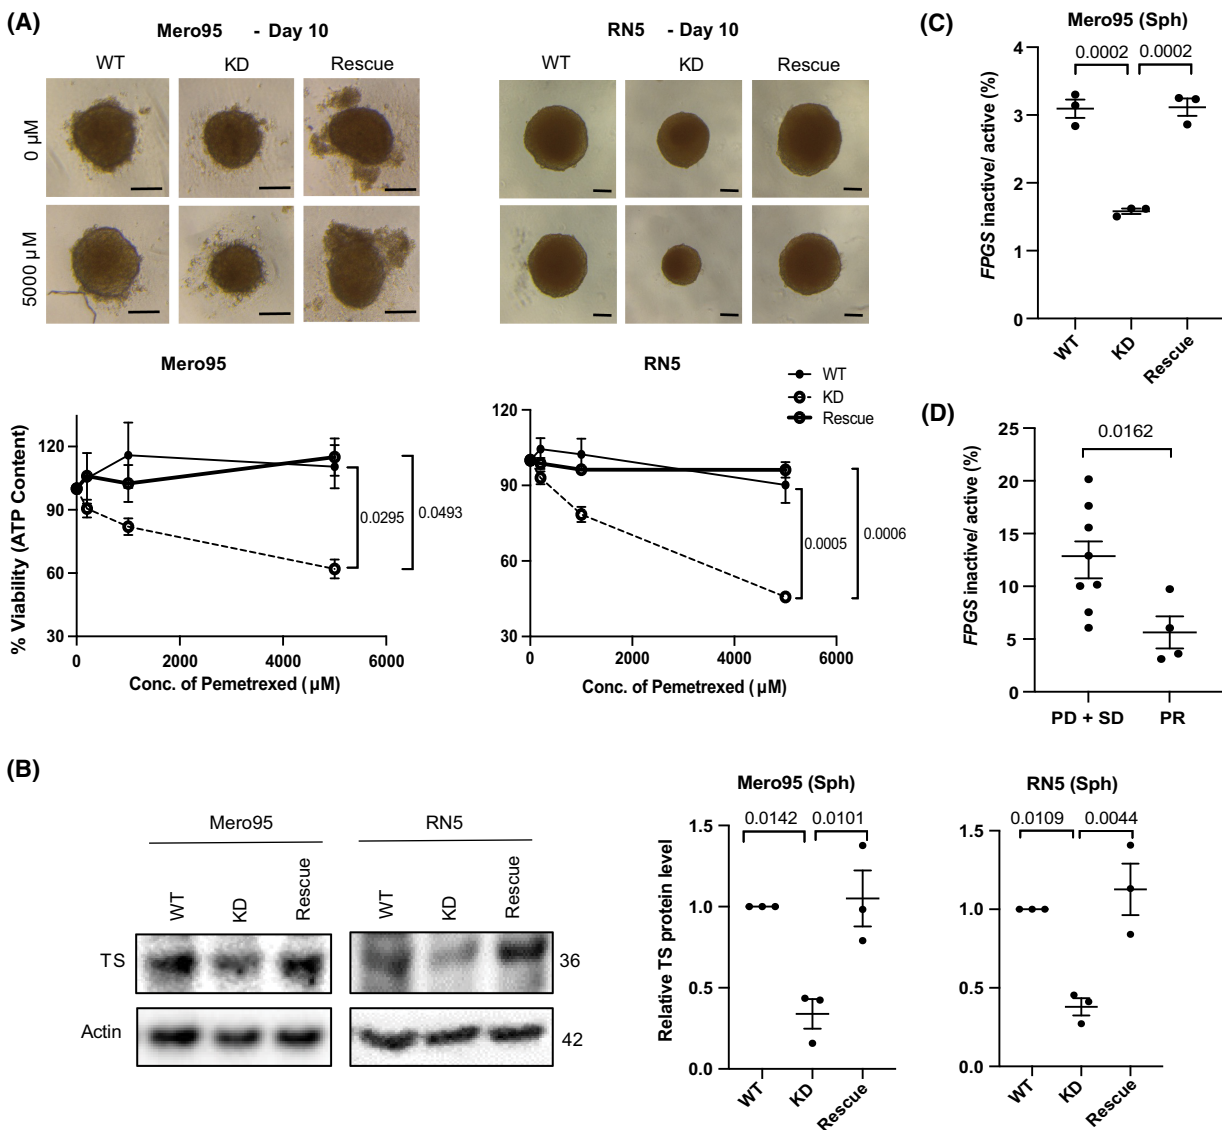 (A)
Mero95 - Day 10
WT KD Rescue
0 µM
5000 µM
RN5 - Day 10
WT KD Rescue
Mero95
% Viability (ATP Content)
120
90
60
30
0 2000 4000 6000
Conc. of Pemetrexed (µM)
0.0295
0.0493
RN5
WT
KD
Rescue
120
90
60
30
0 2000 4000 6000
Conc. of Pemetrexed (µM)
0.0005
0.0006
(C)
Mero95 (Sph)
0.0002 0.0002
FPGS inactive/ active (%)
4
3
2
1
0
WT KD Rescue
(D)
0.0162
FPGS inactive/ active (%)
25
20
15
10
5
0
PD + SD PR
(B)
Mero95 RN5
WT KD Rescue WT KD Rescue
TS 36
Actin 42
Mero95 (Sph)
0.0142 0.0101
Relative TS protein level
1.5
1.0
0.5
0.0
WT KD Rescue
RN5 (Sph)
0.0109 0.0044
1.5
1.0
0.5
0.0
WT KD Rescue